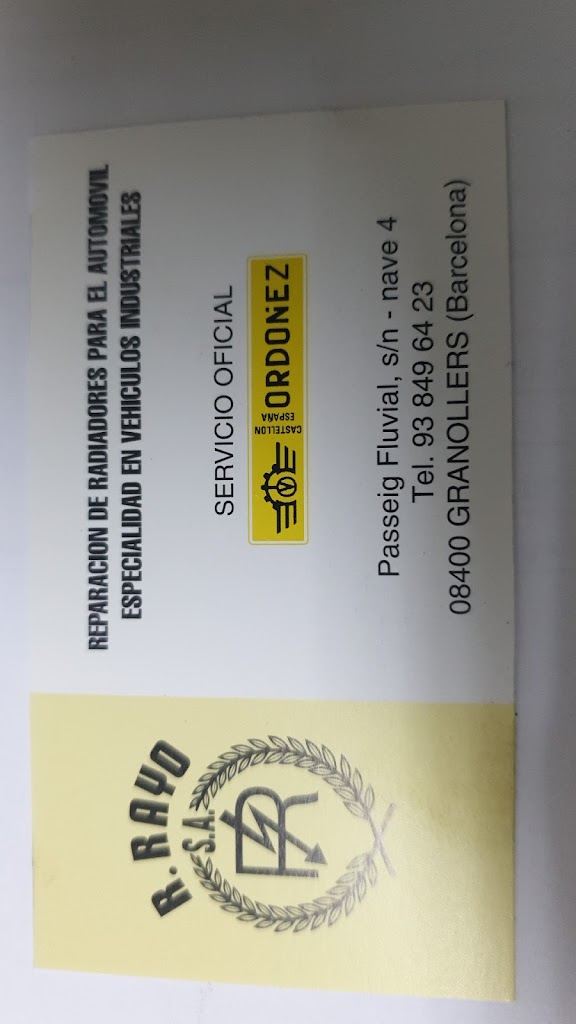 R. RAYO
S.A.
R
REPARACION DE RADIADORES PARA EL AUTOMOVIL
ESPECIALIDAD EN VEHICULOS INDUSTRIALES
SERVICIO OFICIAL
CASTELLON
ESPAÑA
ORDOÑEZ
Passeig Fluvial, s/n - nave 4
Tel. 93 849 64 23
08400 GRANOLLERS (Barcelona)